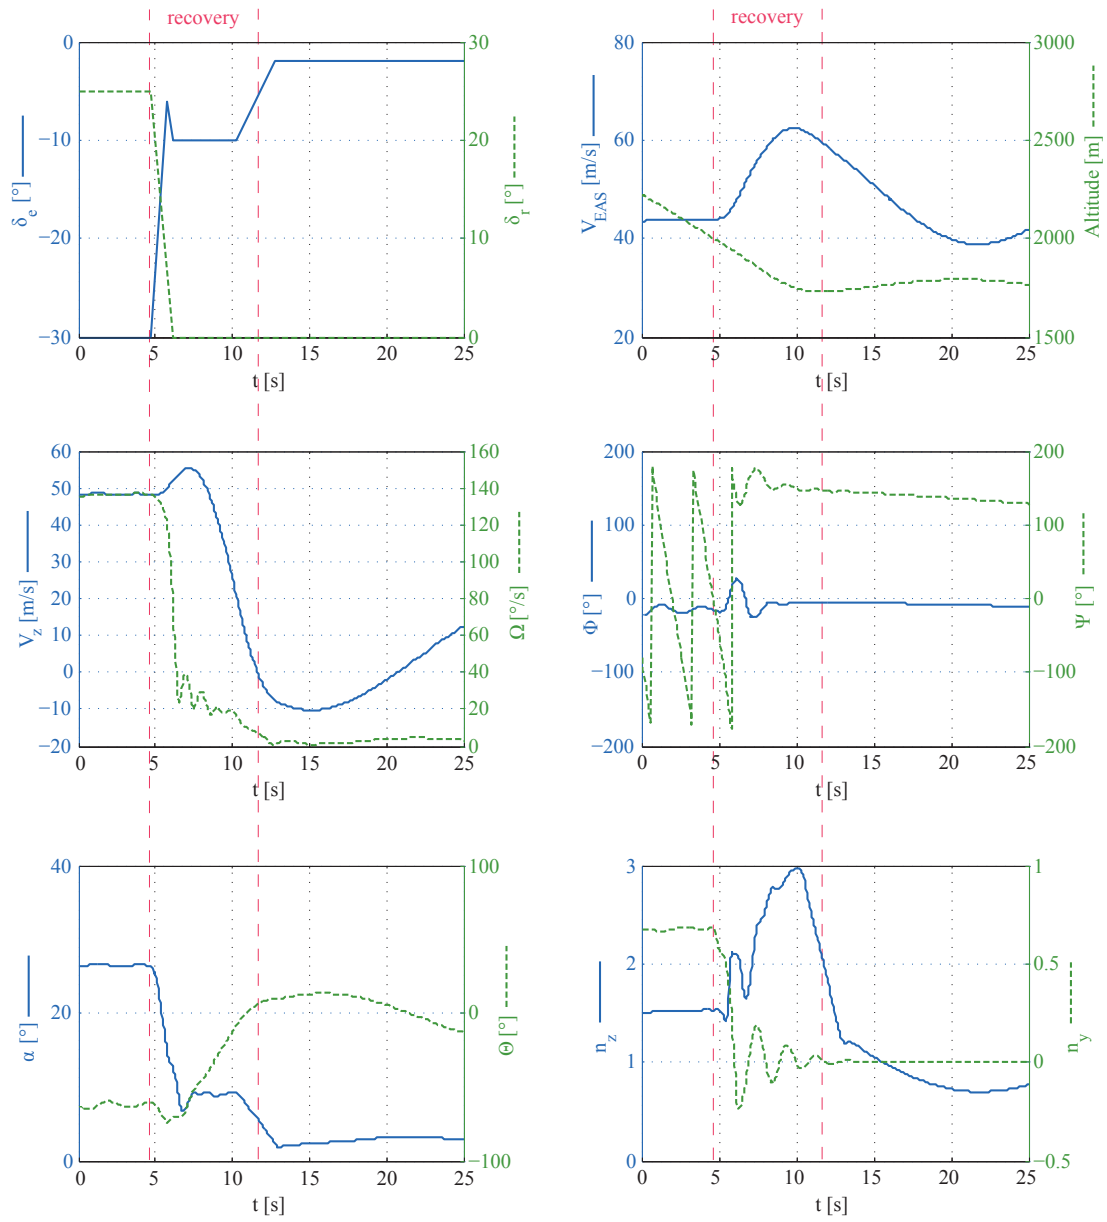 recovery
recovery
−0
30
80
3000
−10
20
60
2500
δe [°]
δr [°]
VEAS [m/s]
Altitude [m]
−20
10
40
2000
−30
0
20
1500
0 5 10 15 20 25
0 5 10 15 20 25
t [s]
t [s]
60
160
200
200
50
140
40
120
100
100
30
100
Vz [m/s]
Ω [°/s]
Φ [°]
Ψ [°]
20
80
0
0
10
60
0
40
−100
−100
−10
20
−20
0
−200
−200
0 5 10 15 20 25
0 5 10 15 20 25
t [s]
t [s]
40
100
3
1
α [°]
Θ [°]
nz
ny
20
0
2
0.5
1
0
0
−100
0
−0.5
0 5 10 15 20 25
0 5 10 15 20 25
t [s]
t [s]